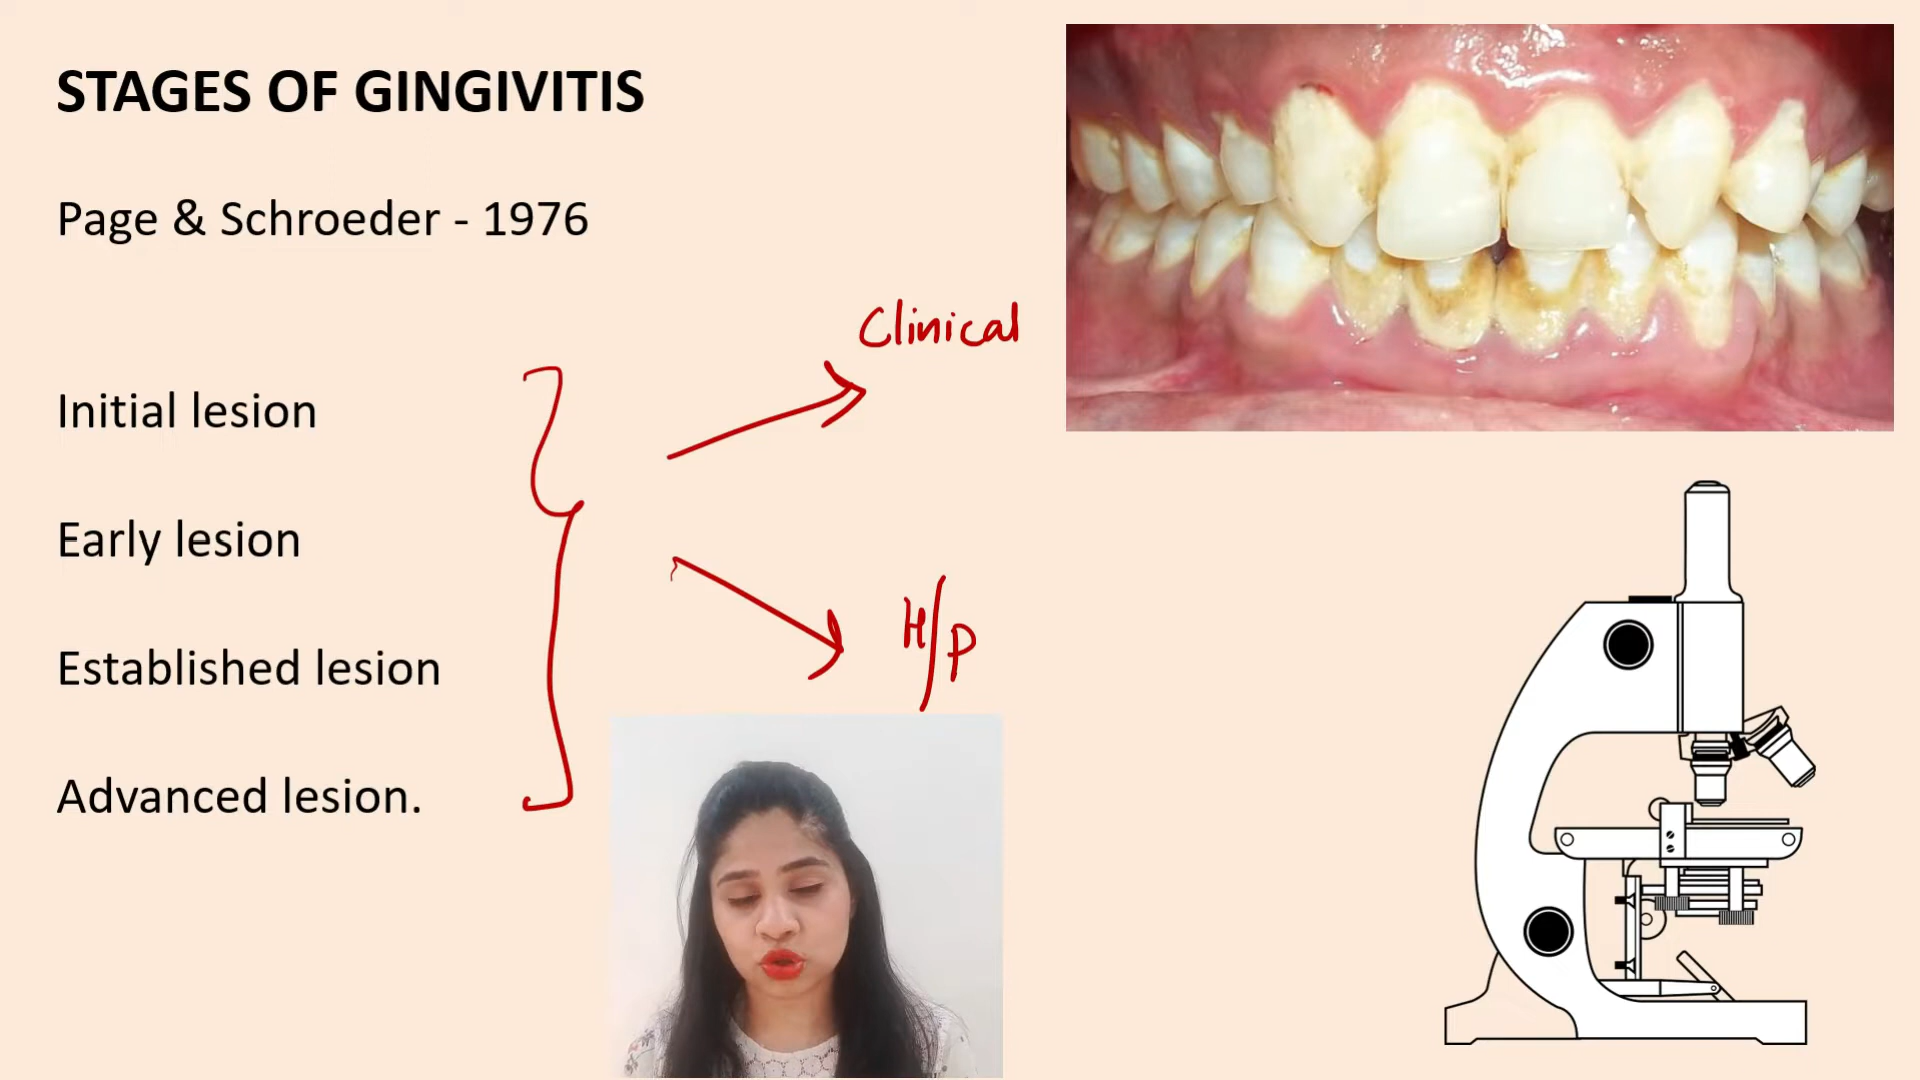 STAGES OF GINGIVITIS
Page & Schroeder - 1976
Clinical
Initial lesion
Early lesion
H/P
Established lesion
Advanced lesion.